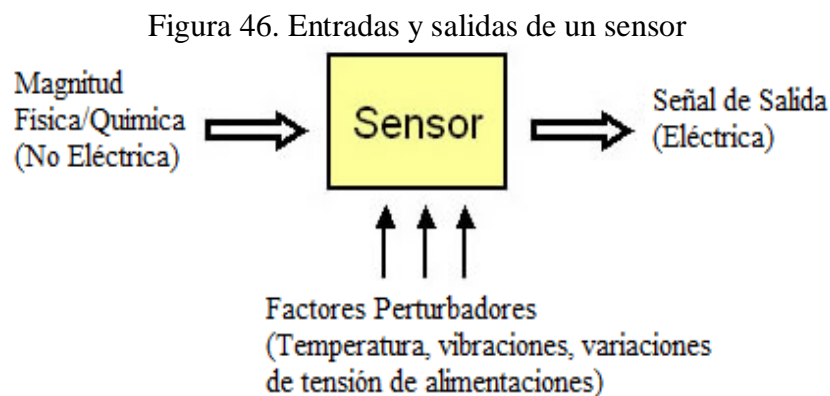 Figura 46. Entradas y salidas de un sensor
Magnitud
Física/Química
(No Eléctrica)
Sensor
Señal de Salida
(Eléctrica)
Factores Perturbadores
(Temperatura, vibraciones, variaciones
de tensión de alimentaciones)